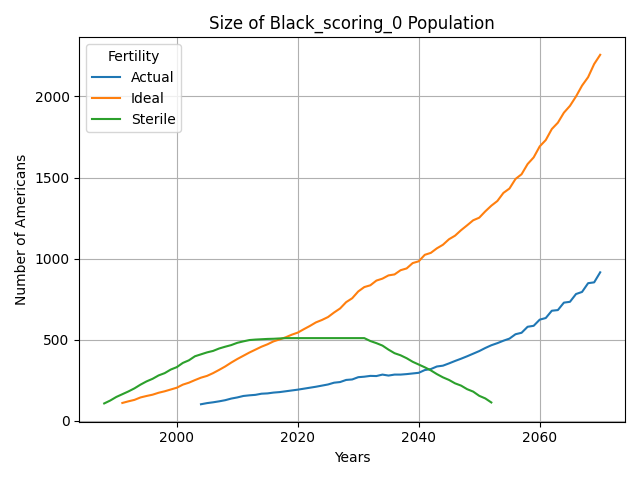 Size of Black_scoring_0 Population
Fertility
Actual
Ideal
Sterile
Number of Americans
2000
1500
1000
500
0
2000 2020 2040 2060
Years